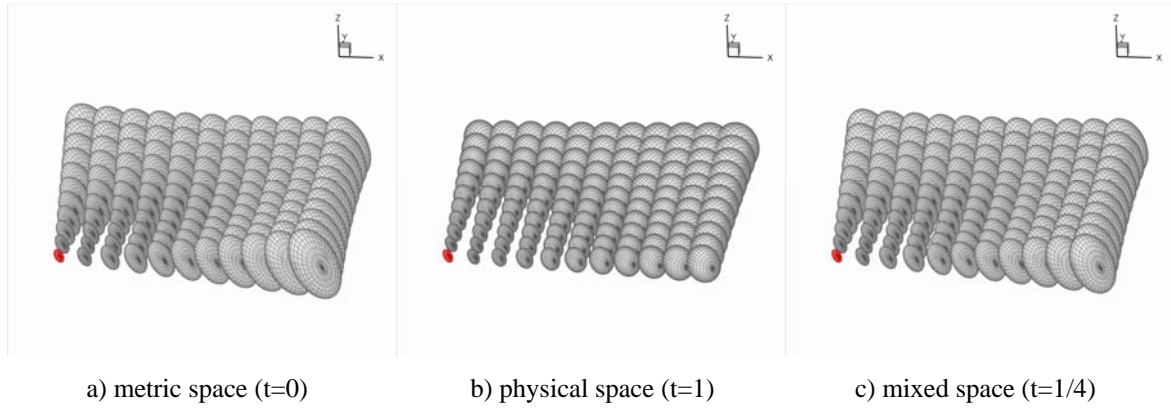 Z
Y
X
Z
Y
X
Z
Y
X
a) metric space (t=0)
b) physical space (t=1)
c) mixed space (t=1/4)